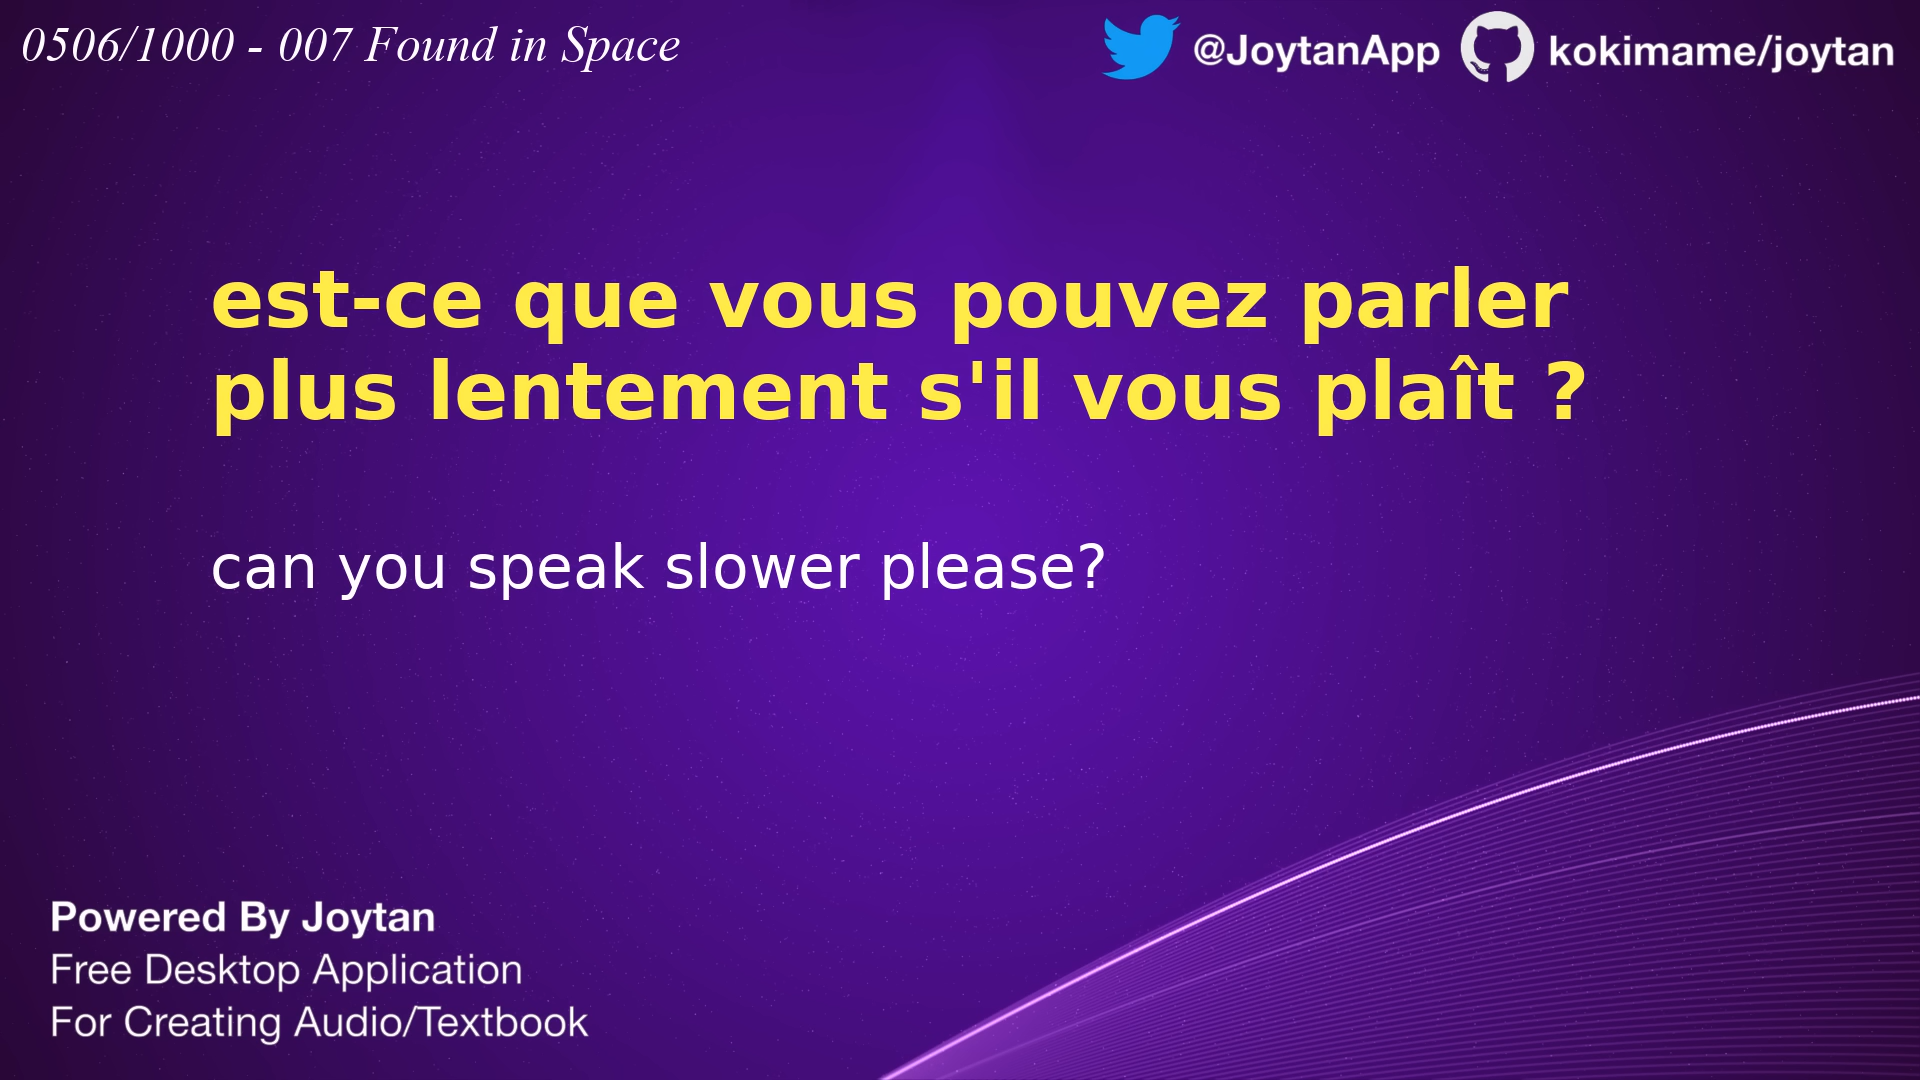 0506/1000 - 007 Found in Space
@JoytanApp
kokimame/joytan
est-ce que vous pouvez parler
plus lentement s'il vous plaît ?
can you speak slower please?
Powered By Joytan
Free Desktop Application
For Creating Audio/Textbook